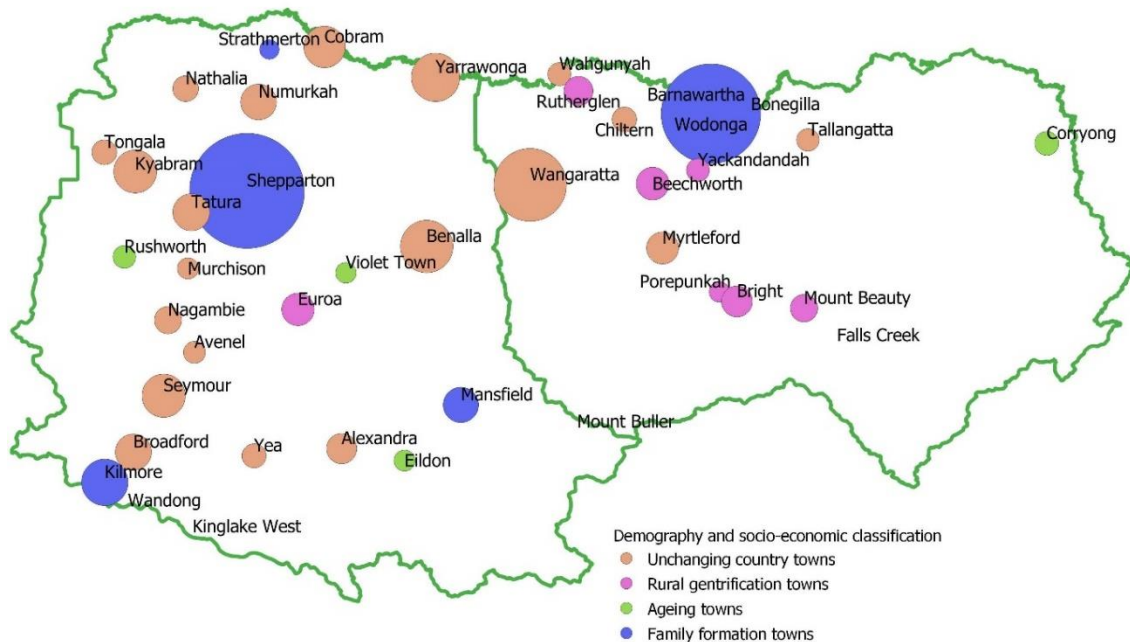 Strathmerton
Cobram
Nathalia
Numurkah
Yarrawonga
Wahgunyah
Rutherglen
Chiltern
Barnawartha
Bonegilla
Wodonga
Tallangatta
Corryong
Tongala
Kyabram
Shepparton
Tatura
Wangaratta
Yackandandah
Beechworth
Rushworth
Murchison
Violet Town
Benalla
Myrtleford
Nagambie
Euroa
Porepunkah
Bright
Mount Beauty
Falls Creek
Avenel
Seymour
Mansfield
Mount Buller
Broadford
Yea
Alexandra
Eildon
Kilmore
Wandong
Kinglake West
Demography and socio-economic classification
Unchanging country towns
Rural gentrification towns
Ageing towns
Family formation towns